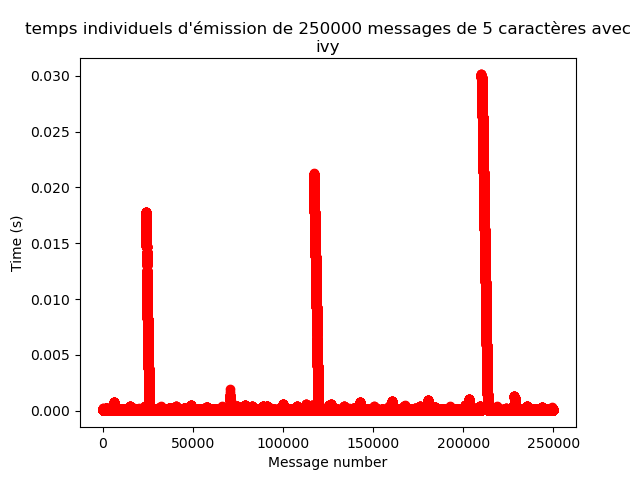 temps individuels d'émission de 250000 messages de 5 caractères avec
ivy
0.030
0.025
0.020
0.015
0.010
0.005
0.000
Time (s)
0 50000 100000 150000 200000 250000
Message number